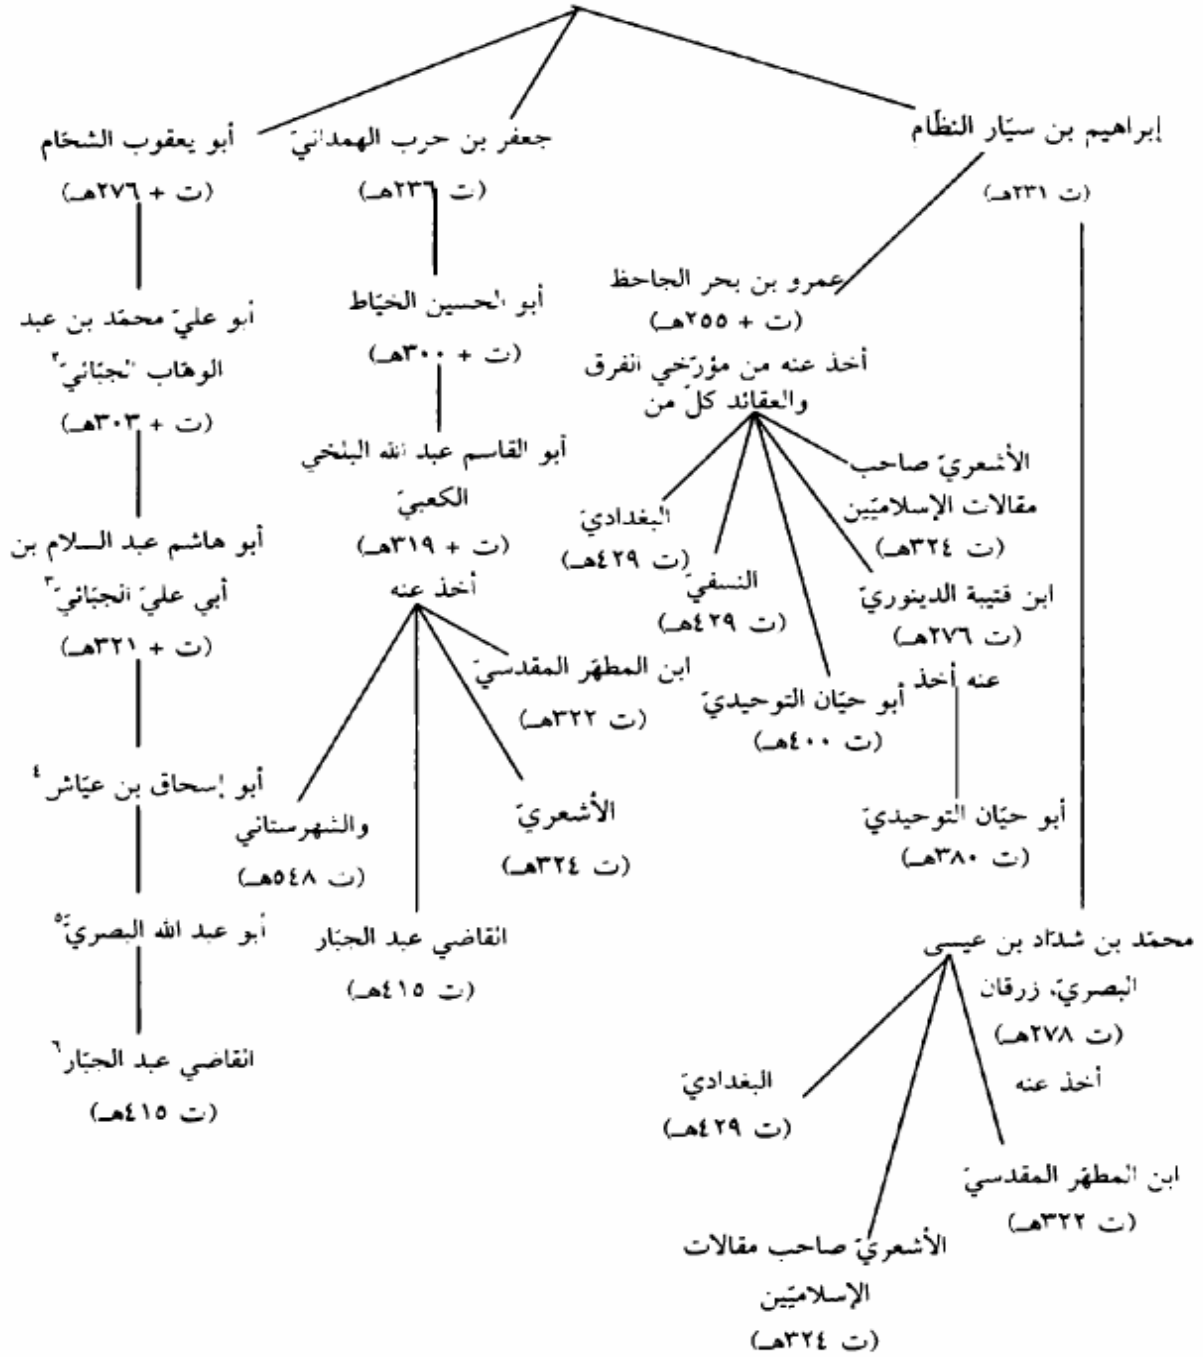 إبراهيم بن سيّار النظّام
(ت ٢٣١هـ)
عمرو بن بحر الجاحظ
(ت + ٢٥٥هـ)
أخذ عنه من مؤرّخي الفرق
والعقائد كلّ من
الأشعريّ صاحب
مقالات الإسلاميّين
(ت ٣٢٤هـ)
ابن قتيبة الدينوريّ
(ت ٢٧٦هـ)
عنه أخذ
أبو حيّان التوحيديّ
(ت ٣٨٠هـ)
أبو حيّان التوحيديّ
(ت ٤٠٠هـ)
النسفيّ
(ت ٤٢٩هـ)
البغداديّ
(ت ٤٢٩هـ)
محمّد بن شدّاد بن عيسى
البصريّ، زرقان
(ت ٢٧٨هـ)
أخذ عنه
ابن المطهّر المقدسيّ
(ت ٣٢٢هـ)
الأشعريّ صاحب مقالات
الإسلاميّين
(ت ٣٢٤هـ)
البغداديّ
(ت ٤٢٩هـ)
جعفر بن حرب الهمدانيّ
(ت ٢٣٦هـ)
أبو الحسين الخيّاط
(ت + ٣٠٠هـ)
أبو القاسم عبد الله البلخي
الكعبيّ
(ت + ٣١٩هـ)
أخذ عنه
ابن المطهّر المقدسيّ
(ت ٣٢٢هـ)
الأشعريّ
(ت ٣٢٤هـ)
القاضي عبد الجبّار
(ت ٤١٥هـ)
والشهرستاني
(ت ٥٤٨هـ)
أبو يعقوب الشحّام
(ت + ٢٧٦هـ)
أبو عليّ محمّد بن عبد
الوهّاب الجبّائيّ٢
(ت + ٣٠٣هـ)
أبو هاشم عبد السلام بن
أبي عليّ الجبّائيّ٣
(ت + ٣٢١هـ)
أبو إسحاق بن عيّاش٤
أبو عبد الله البصريّ٥
القاضي عبد الجبّار٦
(ت ٤١٥هـ)